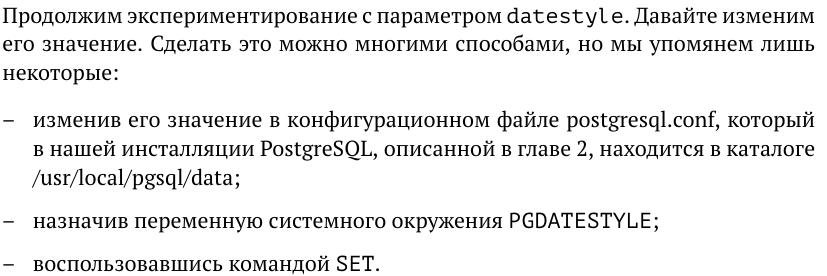 Продолжим экспериментирование с параметром datestyle. Давайте изменим
его значение. Сделать это можно многими способами, но мы упомянем лишь
некоторые:
– изменив его значение в конфигурационном файле postgresql.conf, который
в нашей инсталляции PostgreSQL, описанной в главе 2, находится в каталоге
/usr/local/pgsql/data;
– назначив переменную системного окружения PGDATESTYLE;
– воспользовавшись командой SET.